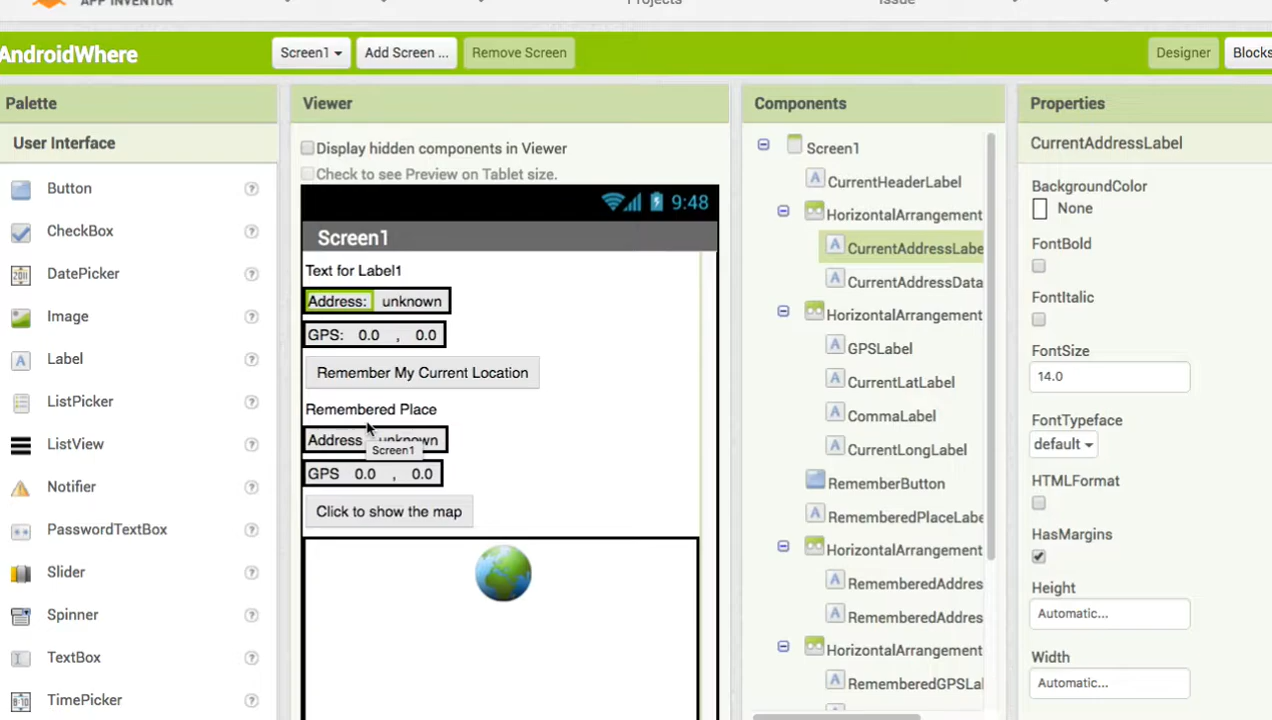 APP INVENTOR
Projects
Issue
AndroidWhere
Screen1
Add Screen ...
Remove Screen
Designer
Blocks
Palette
User Interface
Button
?
CheckBox
?
DatePicker
?
Image
?
Label
?
ListPicker
?
ListView
?
Notifier
?
PasswordTextBox
?
Slider
?
Spinner
?
TextBox
?
TimePicker
?
Viewer
Display hidden components in Viewer
Check to see Preview on Tablet size.
9:48
Screen1
Text for Label1
Address: unknown
GPS: 0.0 , 0.0
Remember My Current Location
Remembered Place
Address unknown
Screen1
GPS 0.0 , 0.0
Click to show the map
Components
Screen1
CurrentHeaderLabel
HorizontalArrangement
CurrentAddressLabe
CurrentAddressData
HorizontalArrangement
GPSLabel
CurrentLatLabel
CommaLabel
CurrentLongLabel
RememberButton
RememberedPlaceLabe
HorizontalArrangement
RememberedAddres
RememberedAddres
HorizontalArrangement
RememberedGPSLa
Properties
CurrentAddressLabel
BackgroundColor
None
FontBold
FontItalic
FontSize
14.0
FontTypeface
default
HTMLFormat
HasMargins
Height
Automatic...
Width
Automatic...